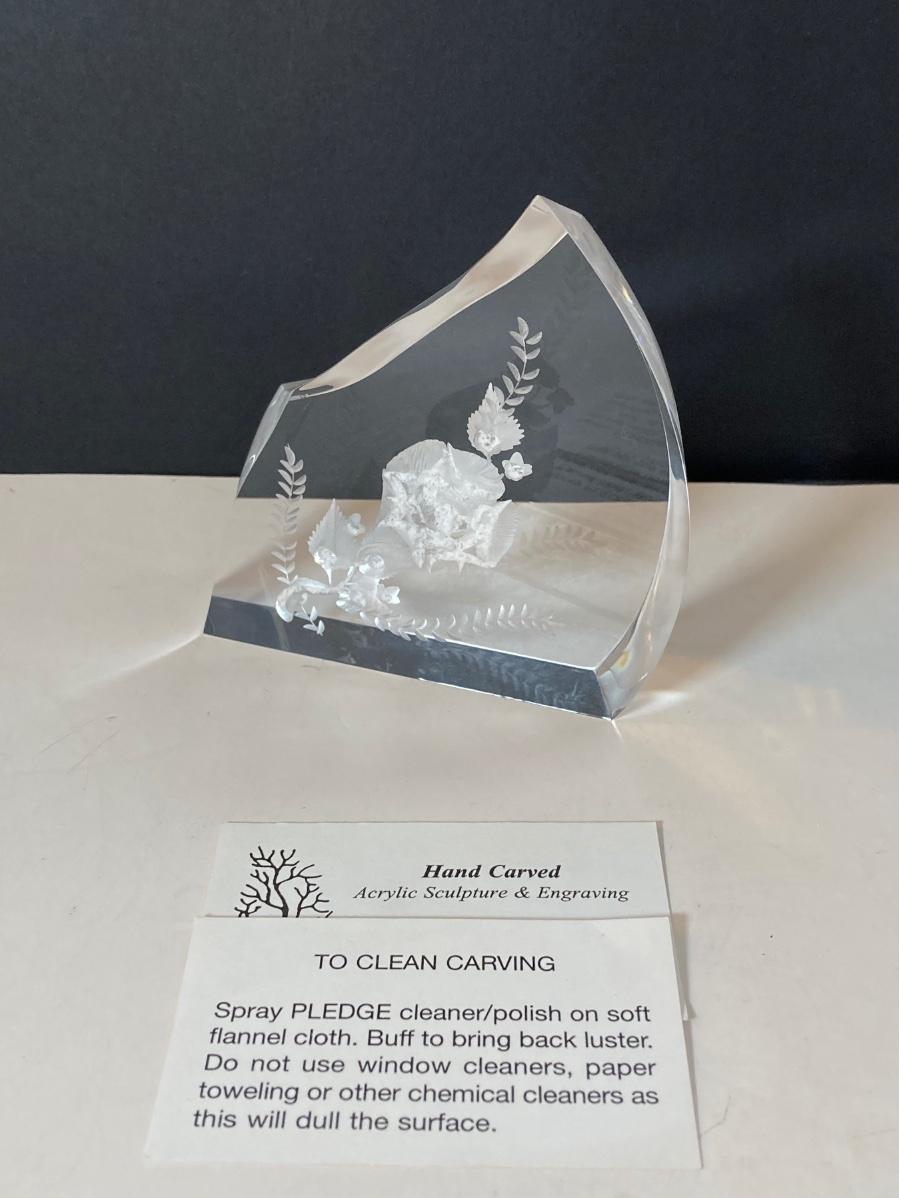 Hand Carved
Acrylic Sculpture & Engraving
TO CLEAN CARVING
Spray PLEDGE cleaner/polish on soft
flannel cloth. Buff to bring back luster.
Do not use window cleaners, paper
toweling or other chemical cleaners as
this will dull the surface.